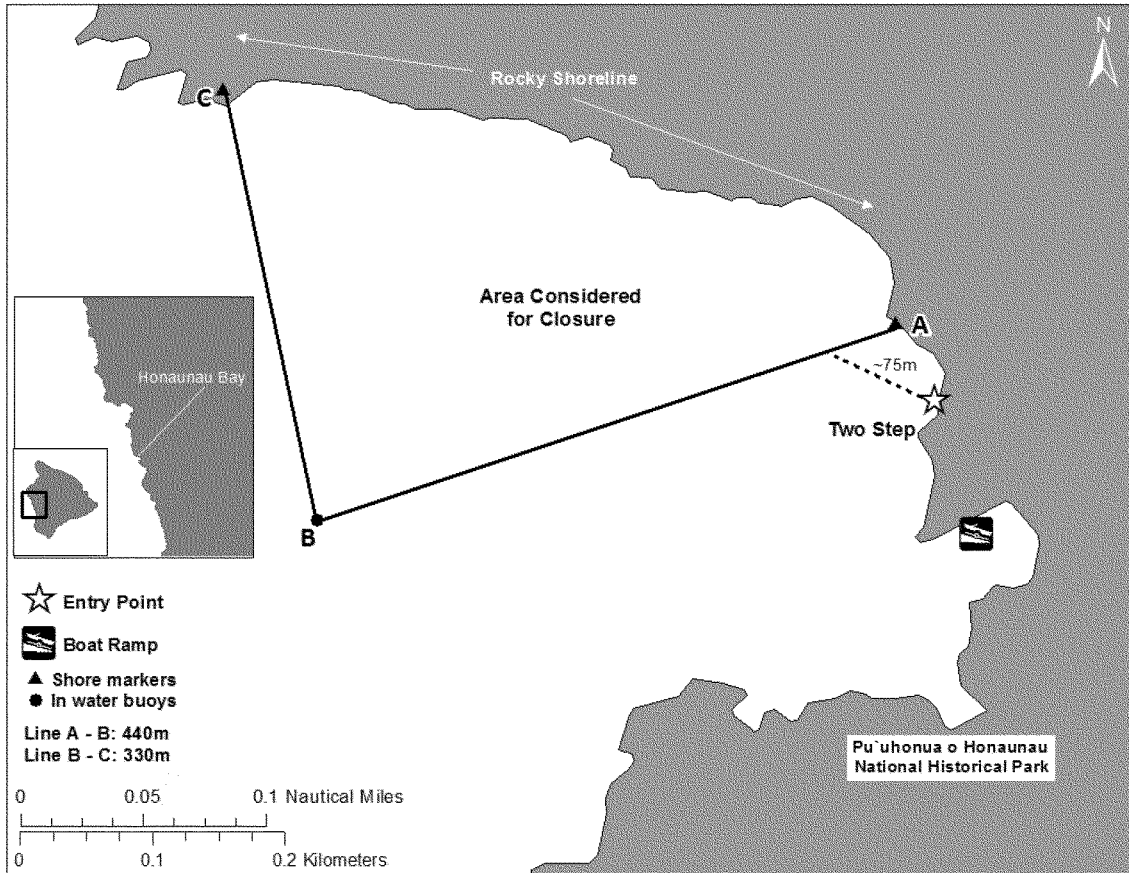 N
Rocky Shoreline
C
Area Considered
for Closure
A
~75m
Honaunau Bay
Two Step
B
Entry Point
Boat Ramp
Shore markers
In water buoys
Line A - B: 440m
Line B - C: 330m
Pu`uhonua o Honaunau
National Historical Park
0 0.05 0.1 Nautical Miles
0 0.1 0.2 Kilometers